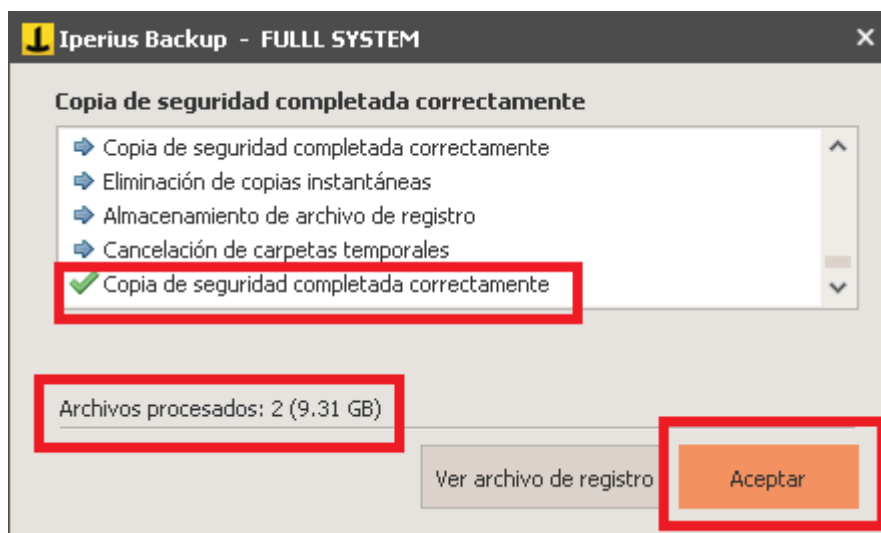 Iperius Backup - FULLL SYSTEM
Copia de seguridad completada correctamente
Copia de seguridad completada correctamente
Eliminación de copias instantáneas
Almacenamiento de archivo de registro
Cancelación de carpetas temporales
Copia de seguridad completada correctamente
Archivos procesados: 2 (9.31 GB)
Ver archivo de registro Aceptar